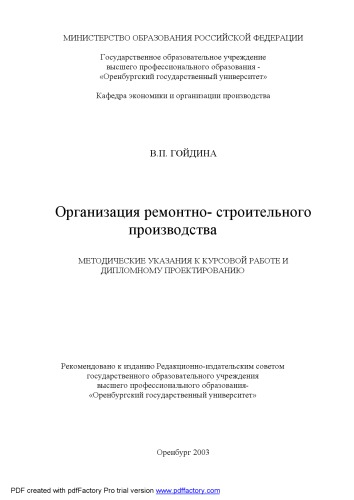 МИНИСТЕРСТВО ОБРАЗОВАНИЯ РОССИЙСКОЙ ФЕДЕРАЦИИ
Государственное образовательное учреждение
высшего профессионального образования -
«Оренбургский государственный университет»
Кафедра экономики и организации производства
В.П. ГОЙДИНА
Организация ремонтно- строительного
производства
МЕТОДИЧЕСКИЕ УКАЗАНИЯ К КУРСОВОЙ РАБОТЕ И
ДИПЛОМНОМУ ПРОЕКТИРОВАНИЮ
Рекомендовано к изданию Редакционно-издательским советом
государственного образовательного учреждения
высшего профессионального образования-
«Оренбургский государственный университет»
Оренбург 2003
PDF created with pdfFactory Pro trial version www.pdffactory.com